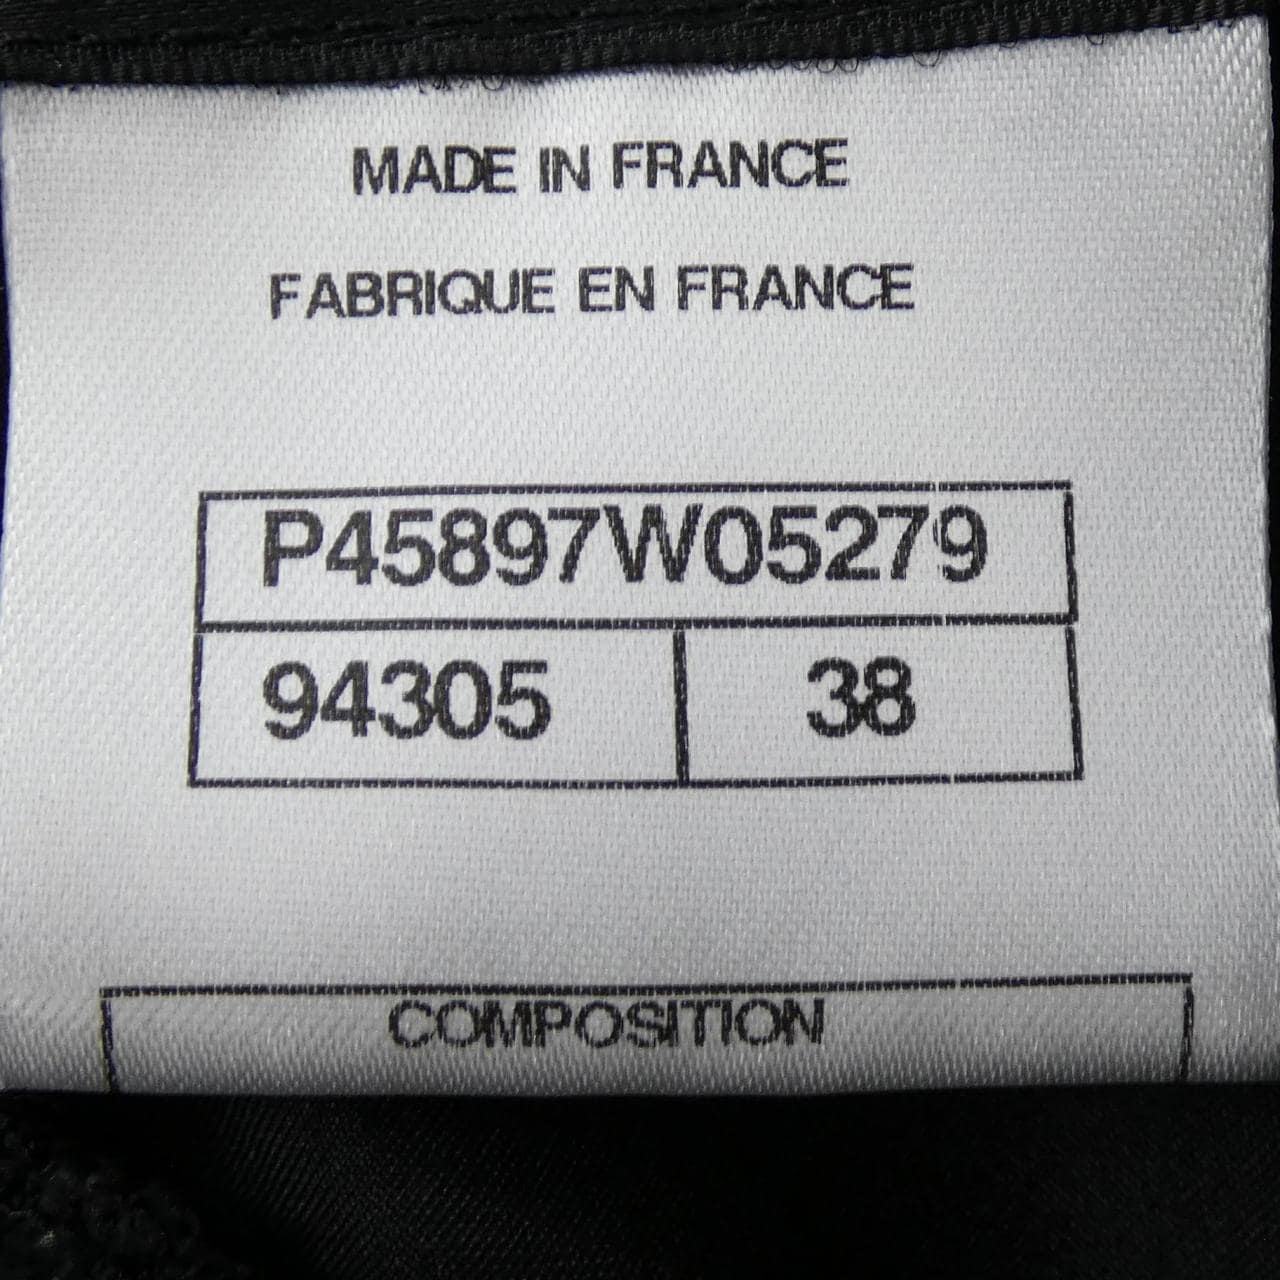 MADE IN FRANCE
FABRIQUE EN FRANCE
P45897W05279
94305 38
COMPOSITION